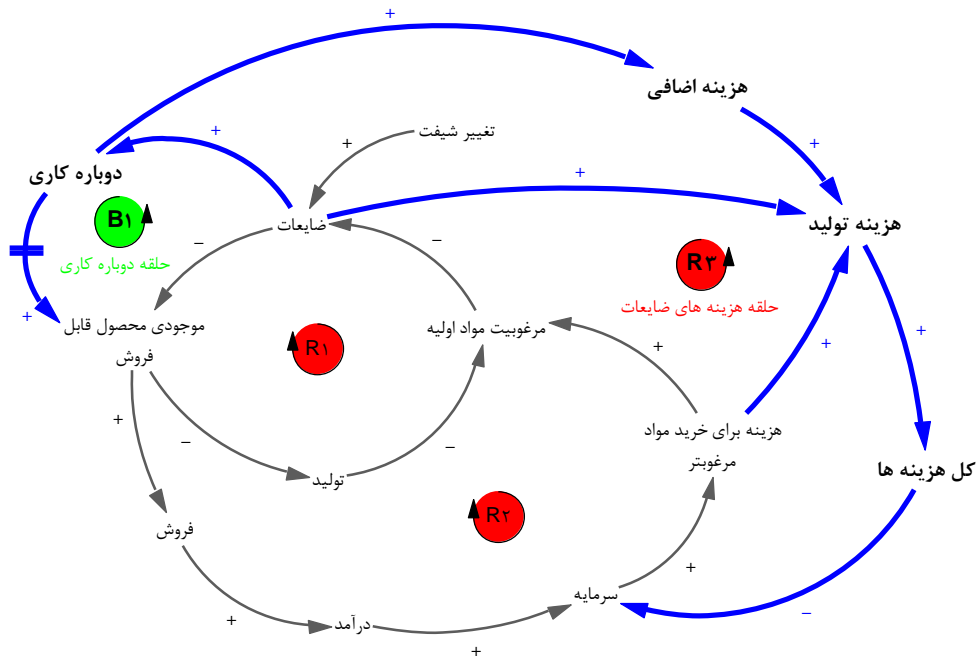 +
هزینه اضافی
+
تغییر شیفت
+
+
دوباره کاری
+
ضایعات
هزینه تولید
B۱
حلقه دوباره کاری
−
−
R۳
حلقه هزینه های ضایعات
+
موجودی محصول قابل
فروش
R۱
مرغوبیت مواد اولیه
+
+
+
+
−
−
هزینه برای خرید مواد
مرغوبتر
تولید
کل هزینه ها
R۲
فروش
+
سرمایه
−
+
درآمد
+